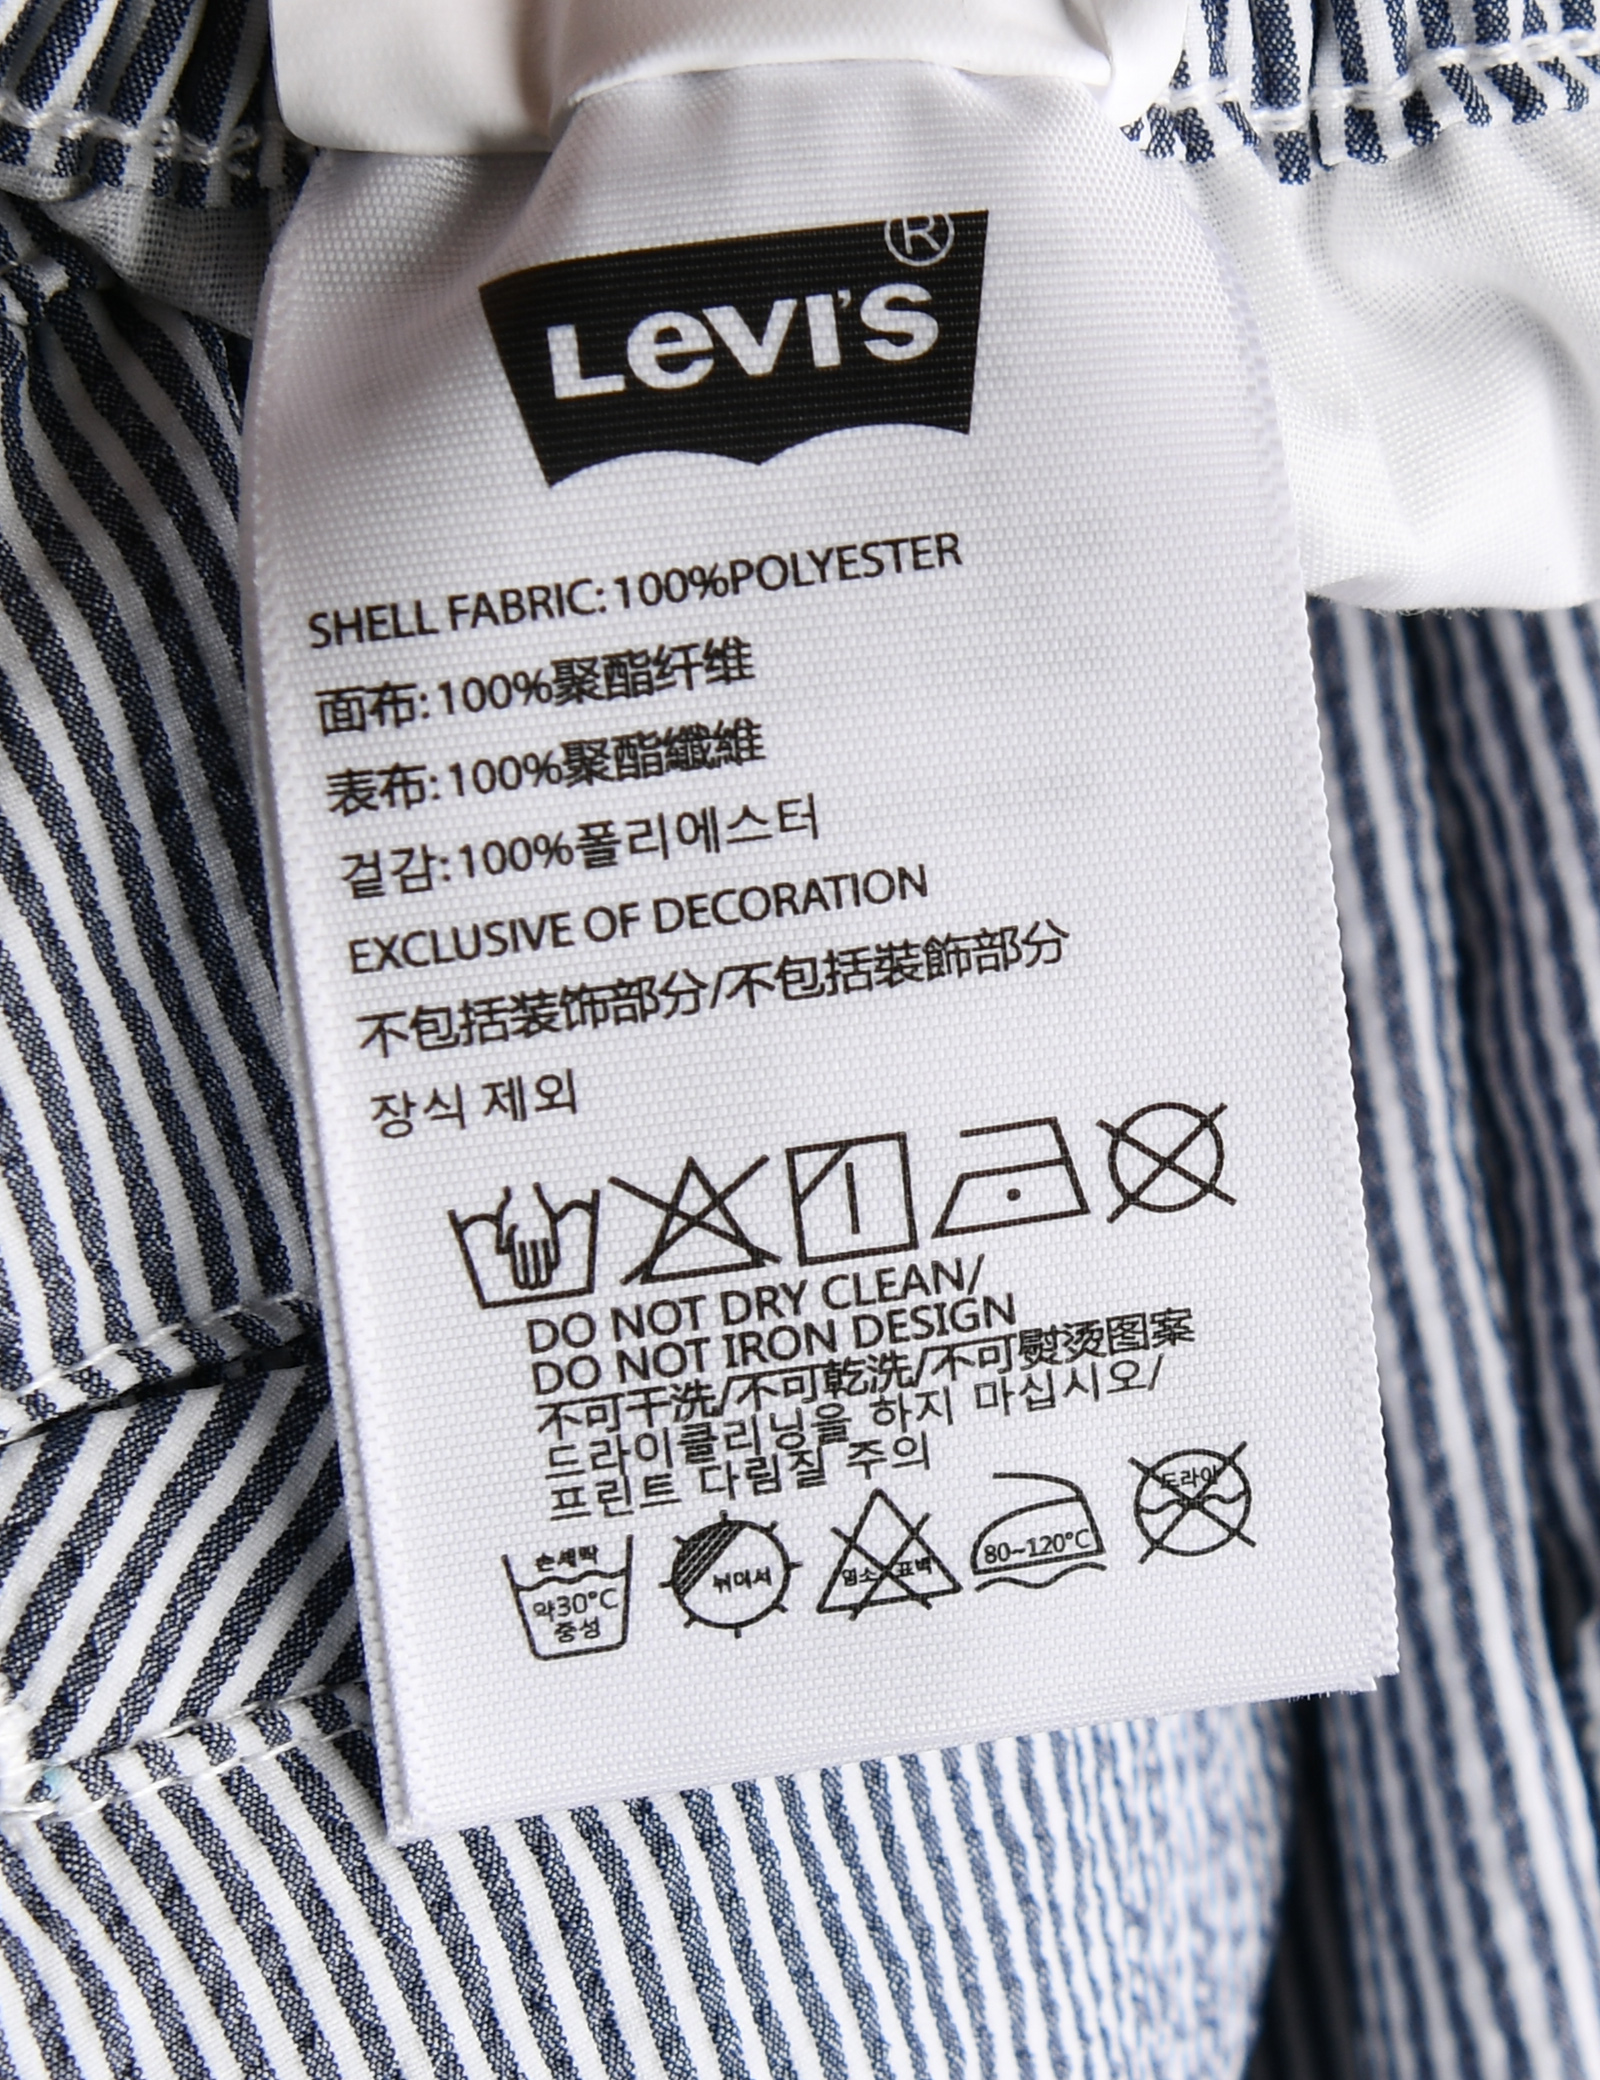 LEVI'S®
SHELL FABRIC: 100%POLYESTER
面布: 100%聚酯纤维
表布: 100%聚酯纖維
겉감: 100%폴리에스터
EXCLUSIVE OF DECORATION
不包括装饰部分/不包括裝飾部分
장식 제외
DO NOT DRY CLEAN/
DO NOT IRON DESIGN
不可干洗/不可乾洗/不可熨烫图案
드라이클리닝을 하지 마십시오/
프린트 다림질 주의
손세탁
약30°C
중성
뉘여서
염소 표백
80~120°C
드라이